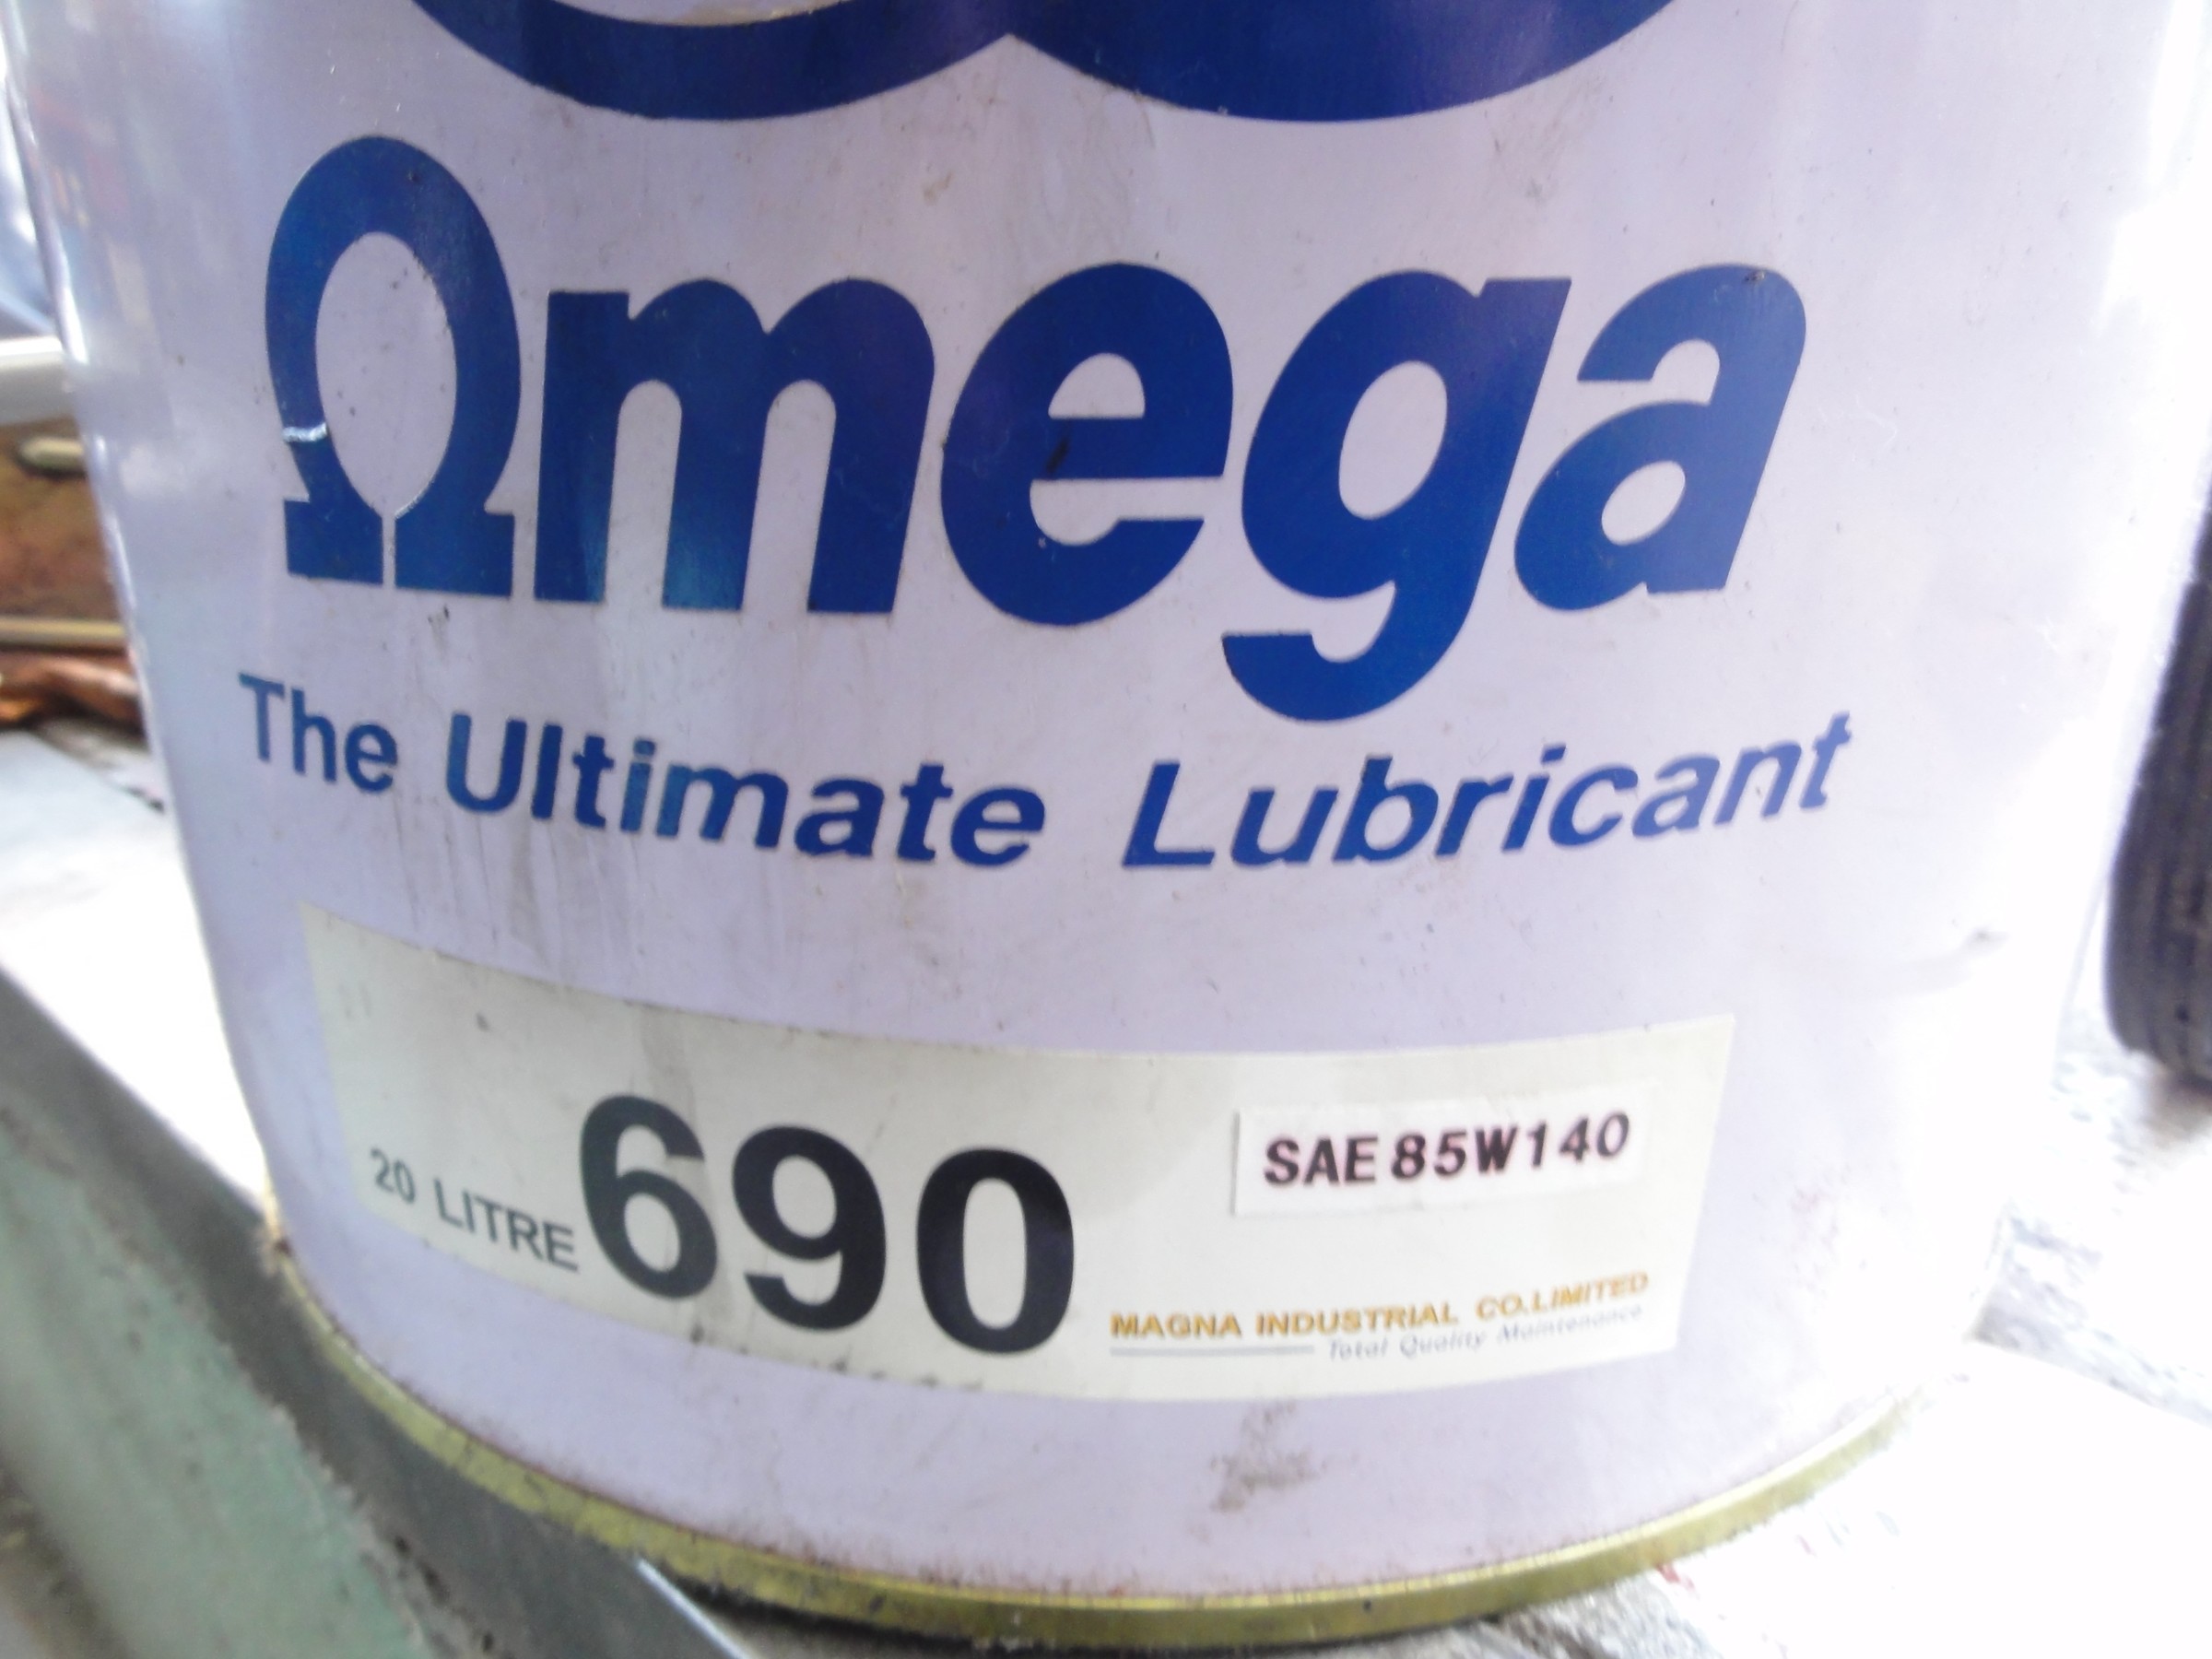 Ωmega
The Ultimate Lubricant
20 LITRE 690 SAE 85W140
MAGNA INDUSTRIAL CO.LIMITED
Total Quality Maintenance